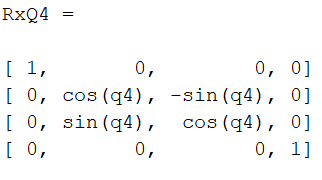 RxQ4 =
[ 1,        0,        0, 0]
[ 0, cos(q4), -sin(q4), 0]
[ 0, sin(q4),  cos(q4), 0]
[ 0,        0,        0, 1]